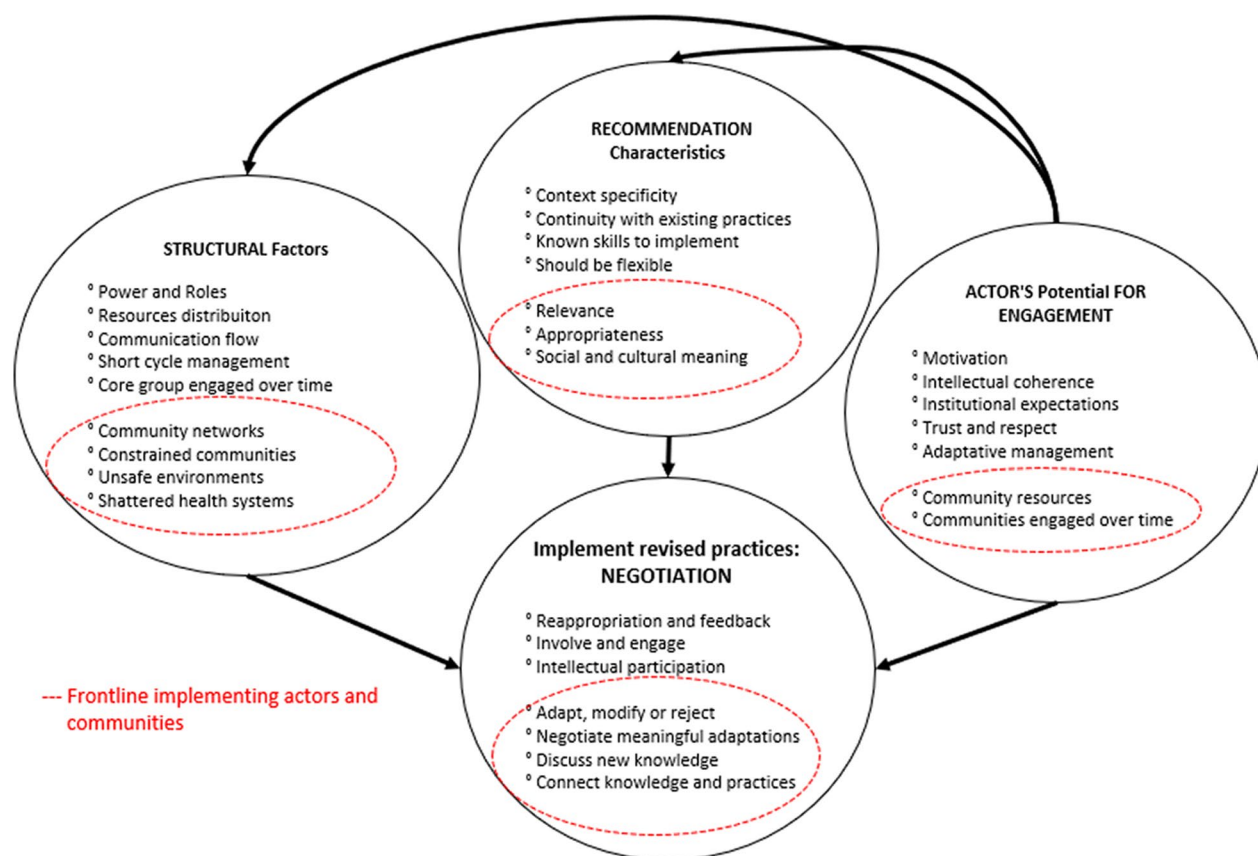 RECOMMENDATION
Characteristics
° Context specificity
° Continuity with existing practices
° Known skills to implement
° Should be flexible
° Relevance
° Appropriateness
° Social and cultural meaning
STRUCTURAL Factors
° Power and Roles
° Resources distribuiton
° Communication flow
° Short cycle management
° Core group engaged over time
° Community networks
° Constrained communities
° Unsafe environments
° Shattered health systems
ACTOR'S Potential FOR
ENGAGEMENT
° Motivation
° Intellectual coherence
° Institutional expectations
° Trust and respect
° Adaptative management
° Community resources
° Communities engaged over time
Implement revised practices:
NEGOTIATION
° Reappropriation and feedback
° Involve and engage
° Intellectual participation
° Adapt, modify or reject
° Negotiate meaningful adaptations
° Discuss new knowledge
° Connect knowledge and practices
--- Frontline implementing actors and
communities